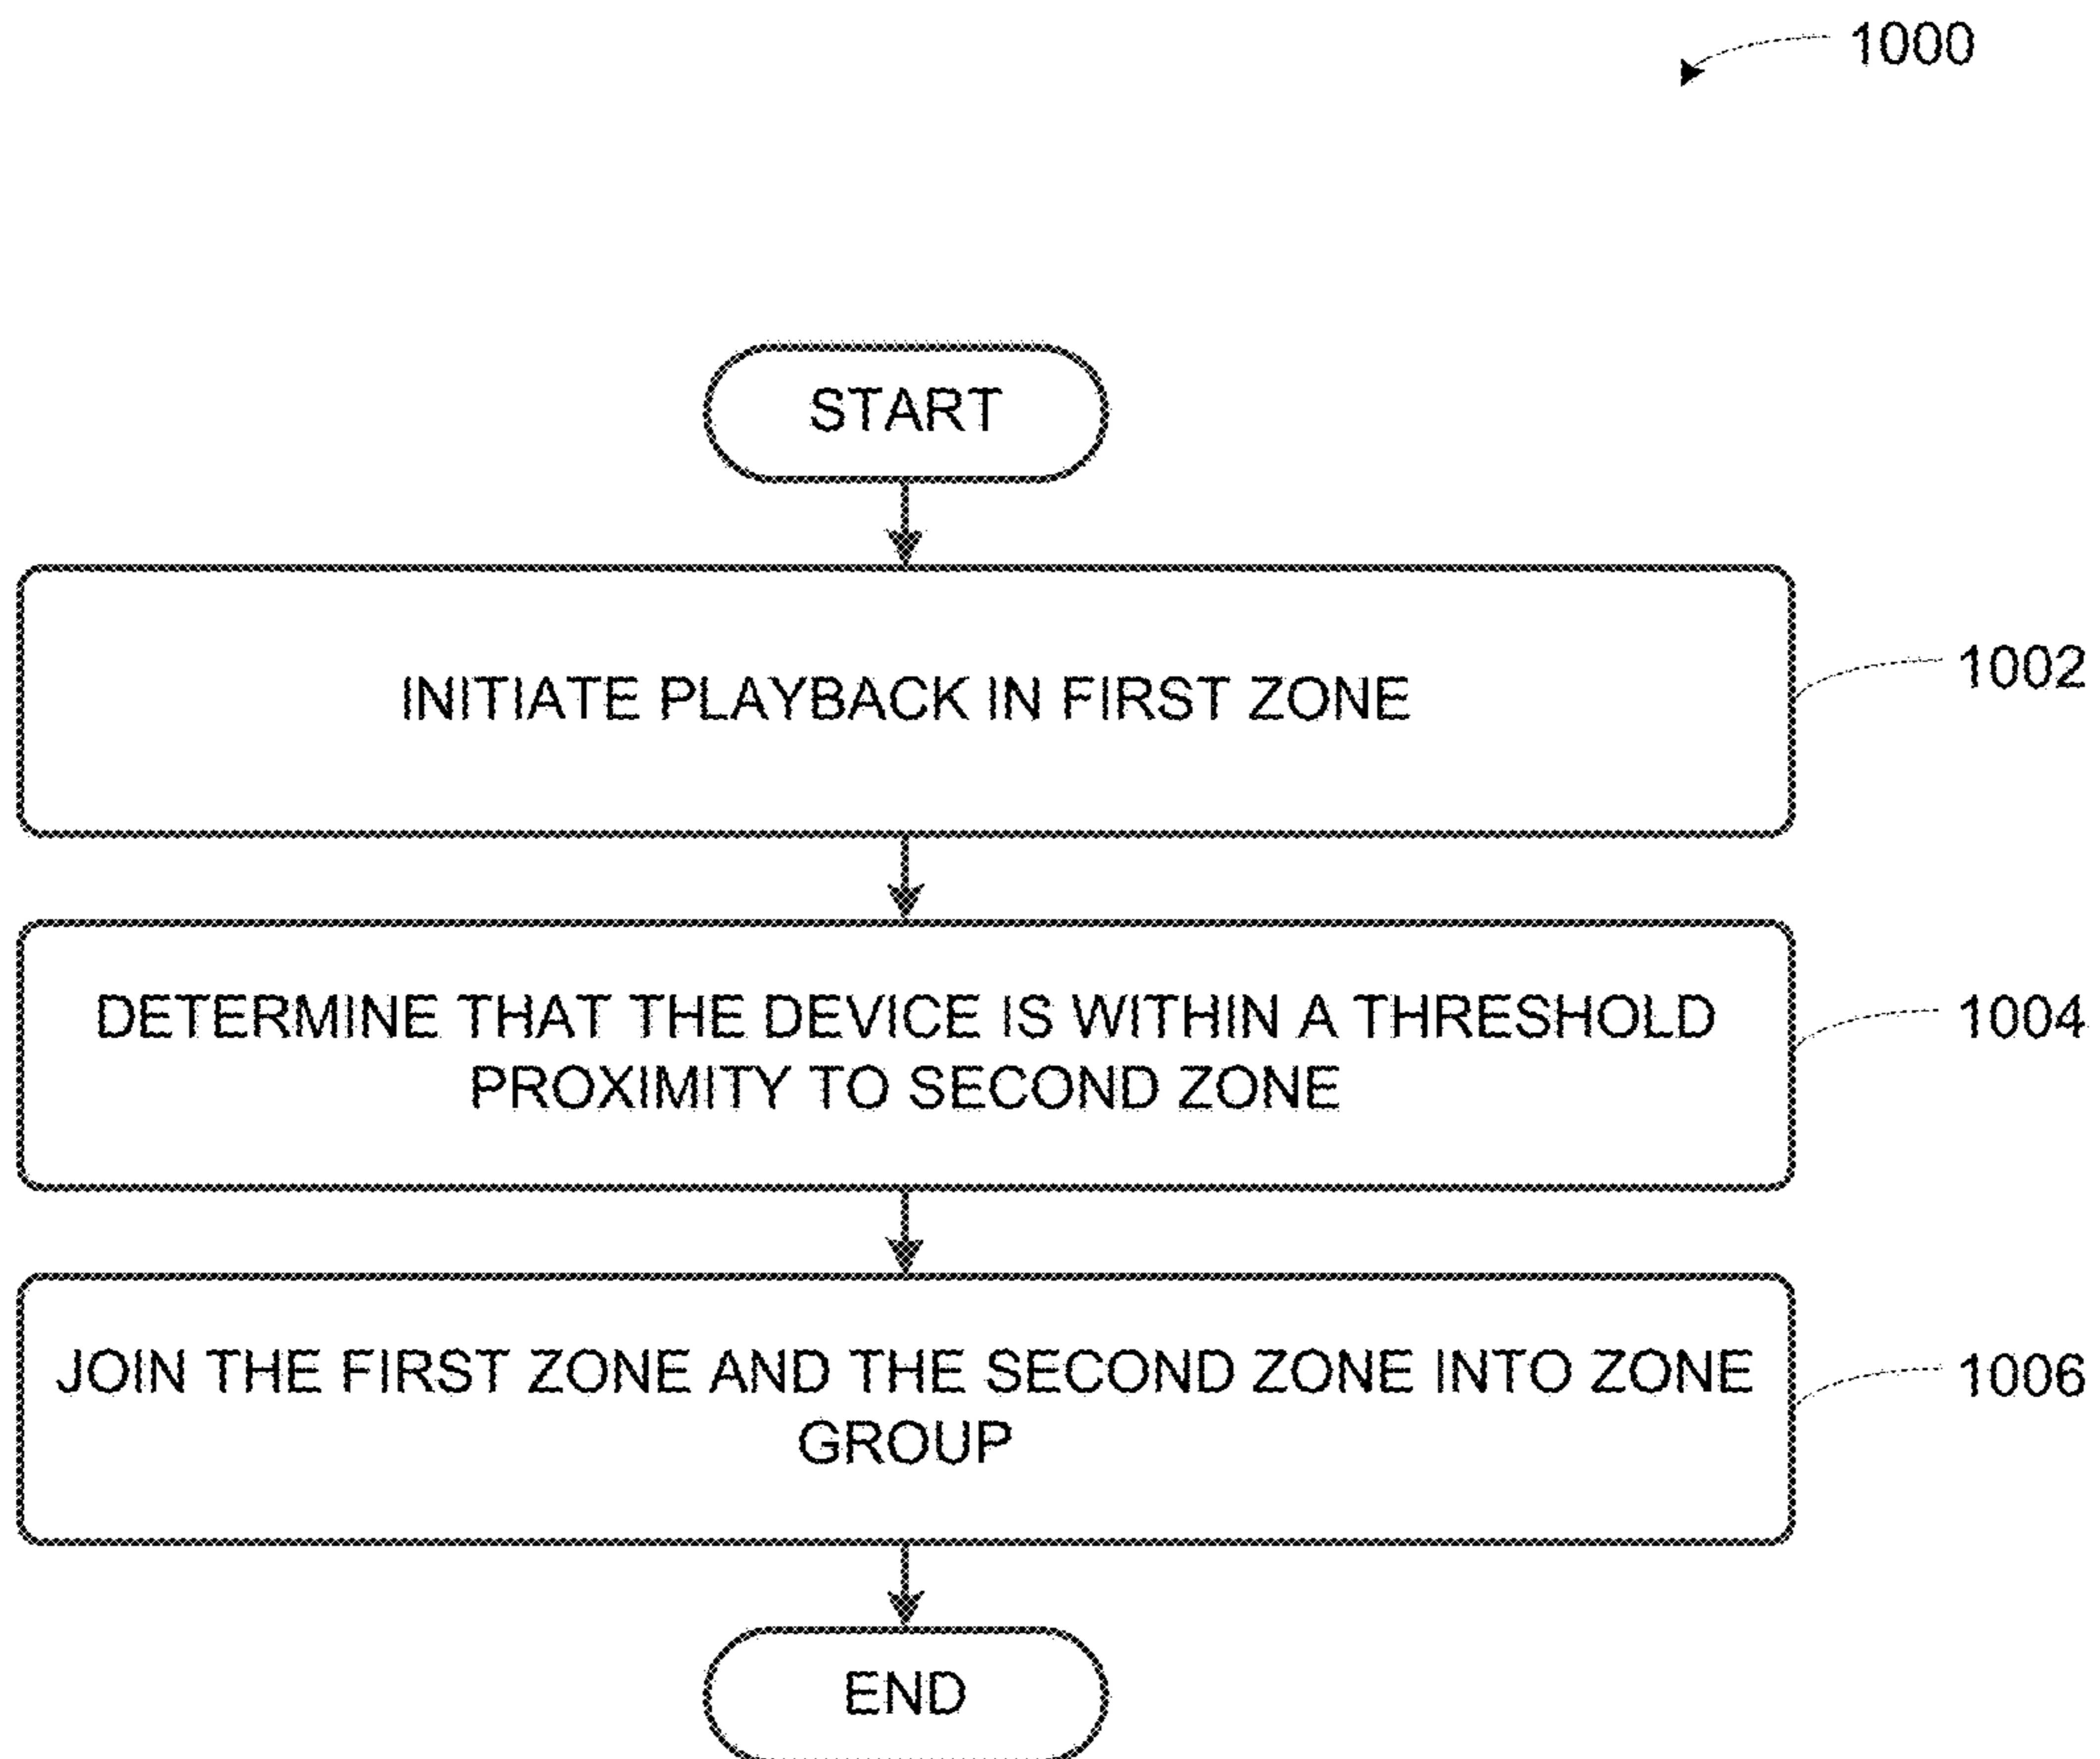 1000
START
INITIATE PLAYBACK IN FIRST ZONE
1002
DETERMINE THAT THE DEVICE IS WITHIN A THRESHOLD
PROXIMITY TO SECOND ZONE
1004
JOIN THE FIRST ZONE AND THE SECOND ZONE INTO ZONE
GROUP
1006
END